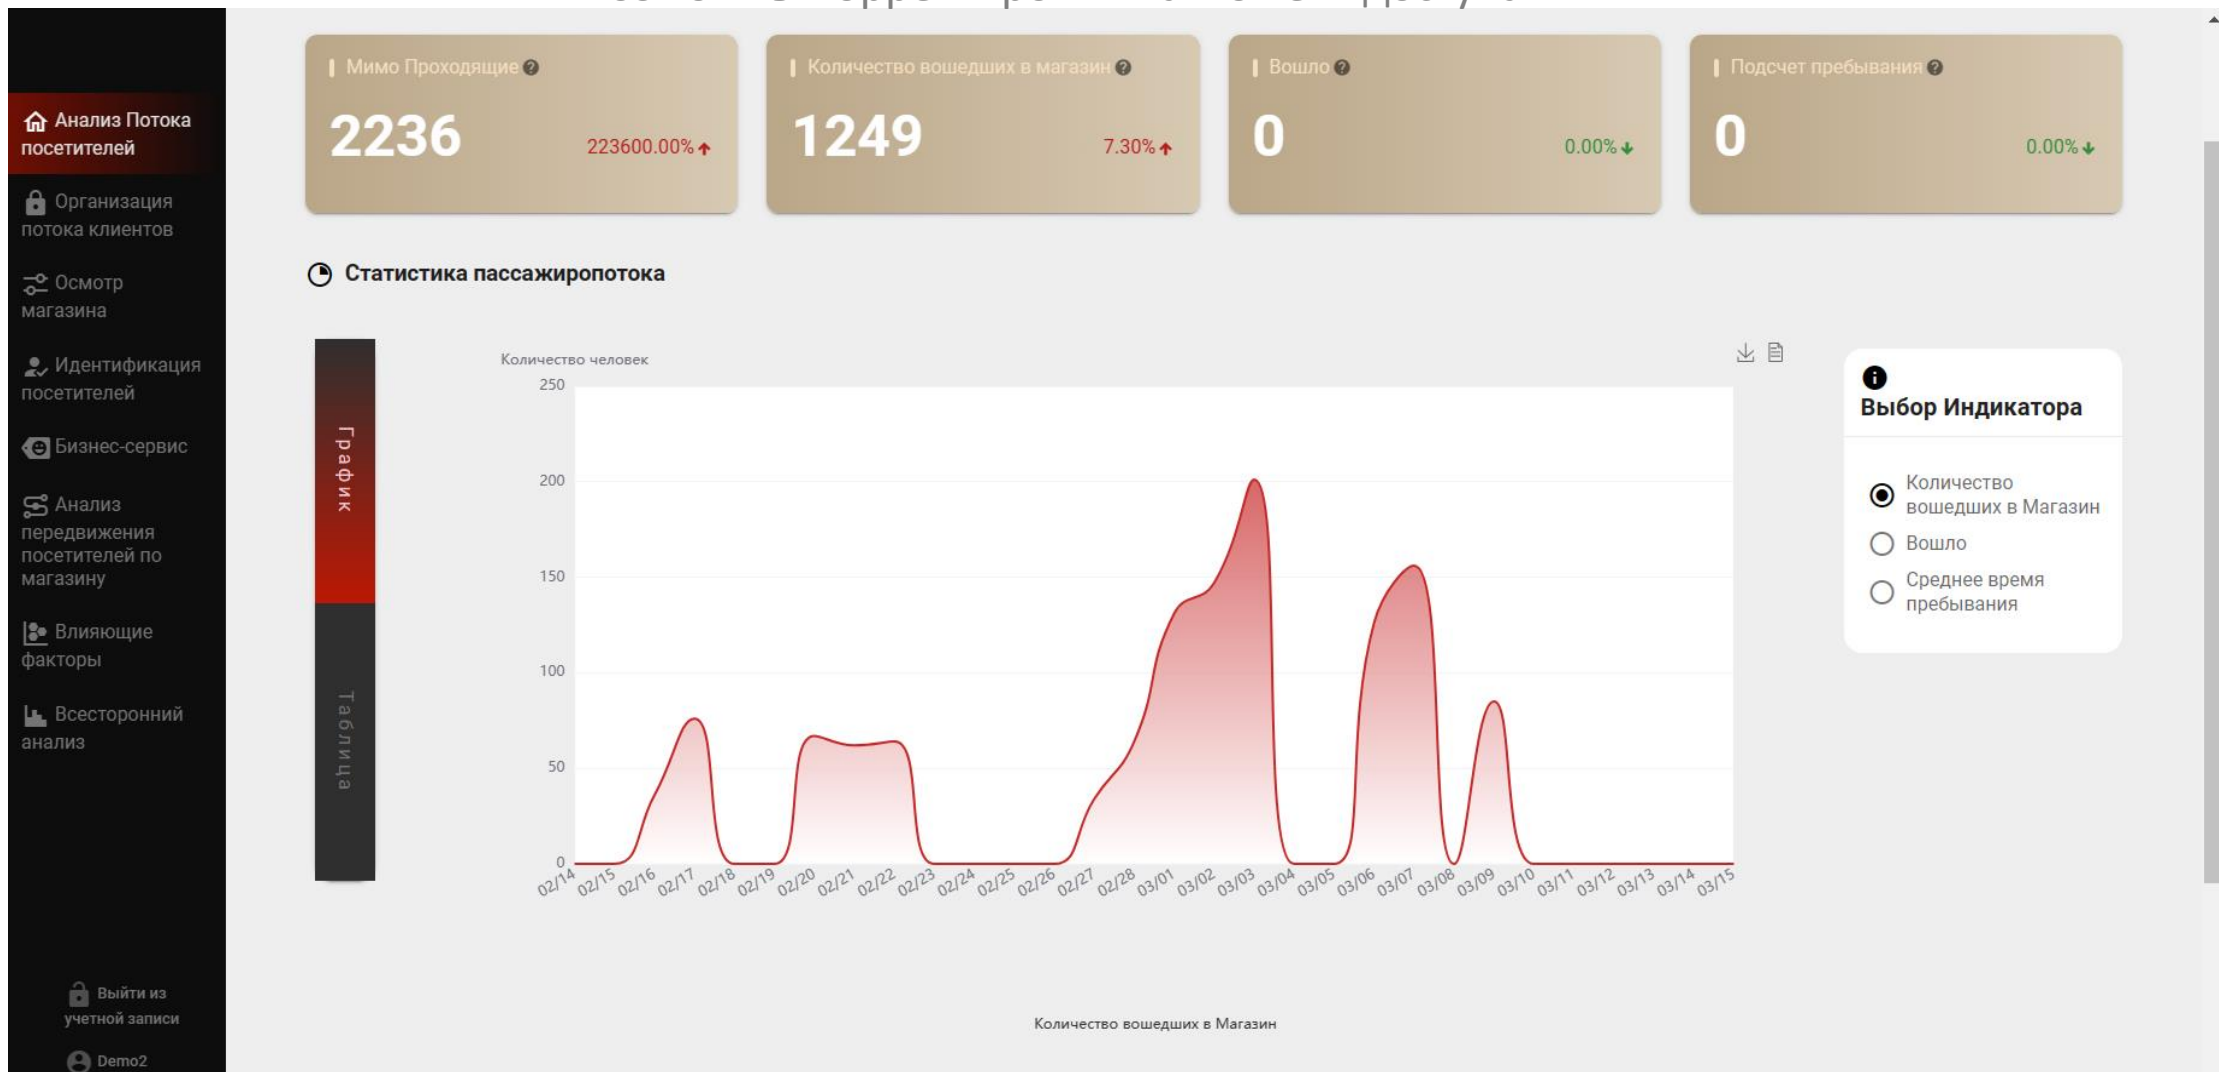 Мимо Проходящие
Количество вошедших в магазин
Вошло
Подсчет пребывания
2236
223600.00%
1249
7.30%
0
0.00%
0
0.00%
Анализ Потока
посетителей
Организация
потока клиентов
Осмотр
магазина
Идентификация
посетителей
Бизнес-сервис
Анализ
передвижения
посетителей по
магазину
Влияющие
факторы
Всесторонний
анализ
Выйти из
учетной записи
Demo2
Статистика пассажиропотока
График
Таблица
Количество человек
250
200
150
100
50
0
02/14
02/15
02/16
02/17
02/18
02/19
02/20
02/21
02/22
02/23
02/24
02/25
02/26
02/27
02/28
03/01
03/02
03/03
03/04
03/05
03/06
03/07
03/08
03/09
03/10
03/11
03/12
03/13
03/14
03/15
Количество вошедших в Магазин
Выбор Индикатора
Количество
вошедших в Магазин
Вошло
Среднее время
пребывания